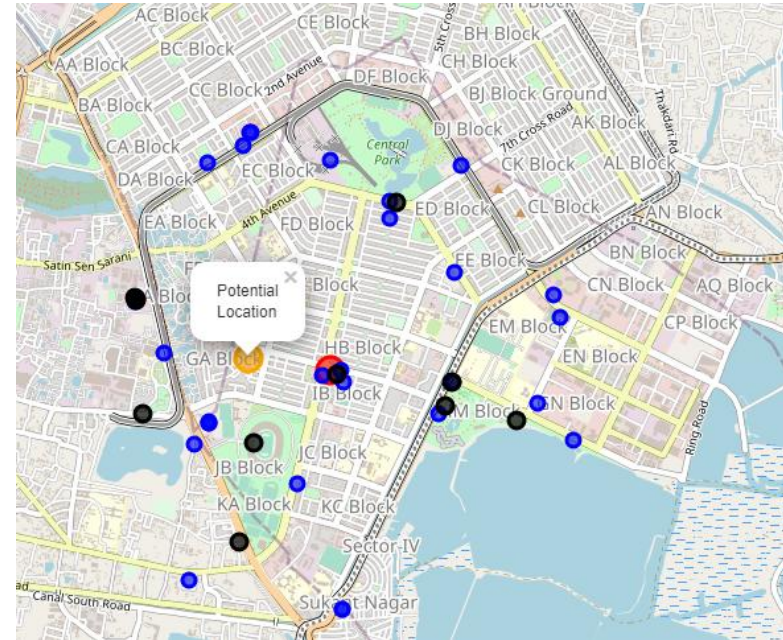 AC Block
CE Block
BH Block
5th Cross
BC Block
CH Block
AA Block
2nd Avenue
DF Block
CC Block
BJ Block Ground
BA Block
Thakdari Rd
Central
Park
DJ Block
AK Block
7th Cross Road
CA Block
EC Block
CK Block
AL Block
DA Block
4th Avenue
ED Block
CL Block
AN Block
EA Block
FD Block
BN Block
Satin Sen Sarani
EE Block
CN Block
AQ Block
Potential
Location
×
Block
Block
EM Block
CP Block
HB Block
GA Block
EN Block
IB Block
GN Block
Ring Road
JC Block
JB Block
KA Block
KC Block
Sector-IV
ad
Canal South Road
Sukant Nagar